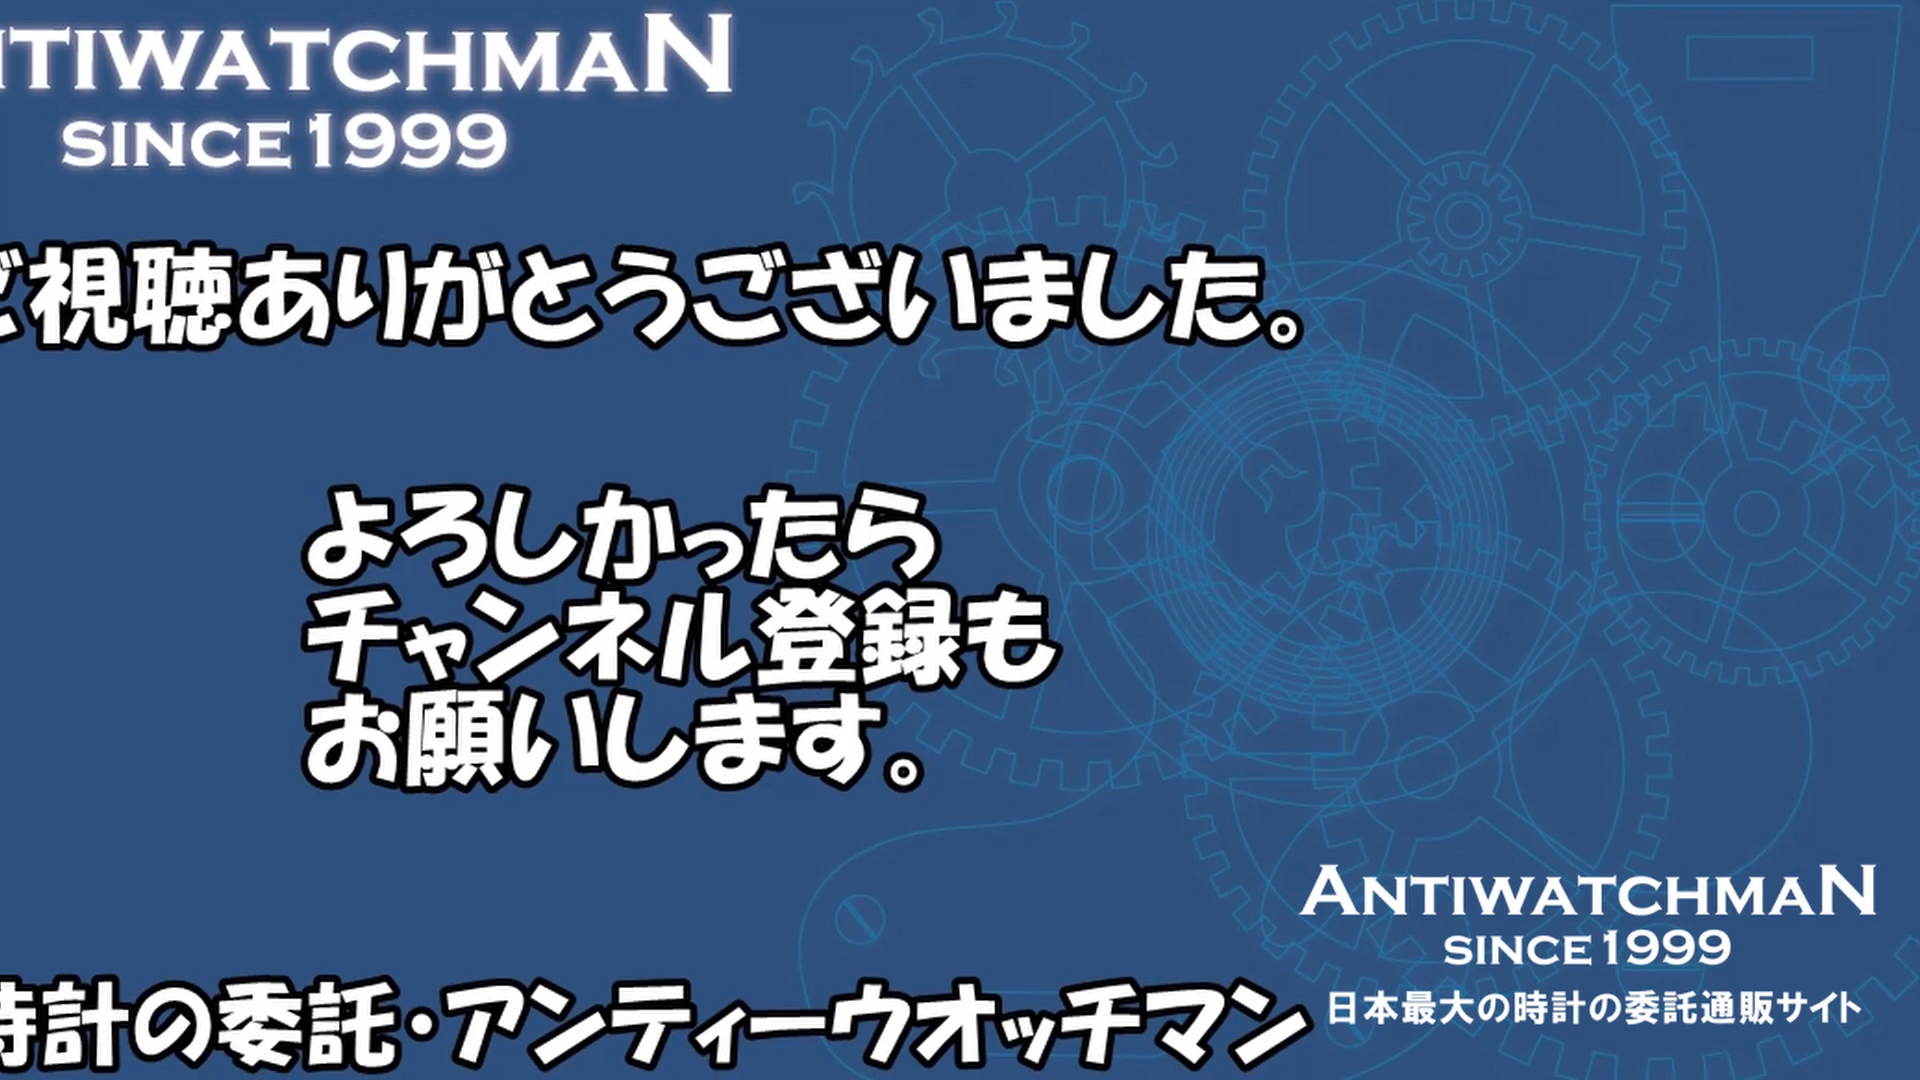 NTIWATCHMAN
SINCE 1999
ご視聴ありがとうございました。
よろしかったら
チャンネル登録も
お願いします。
時計の委託・アンティーウオッチマン
ANTIWATCHMAN
SINCE 1999
日本最大の時計の委託通販サイト